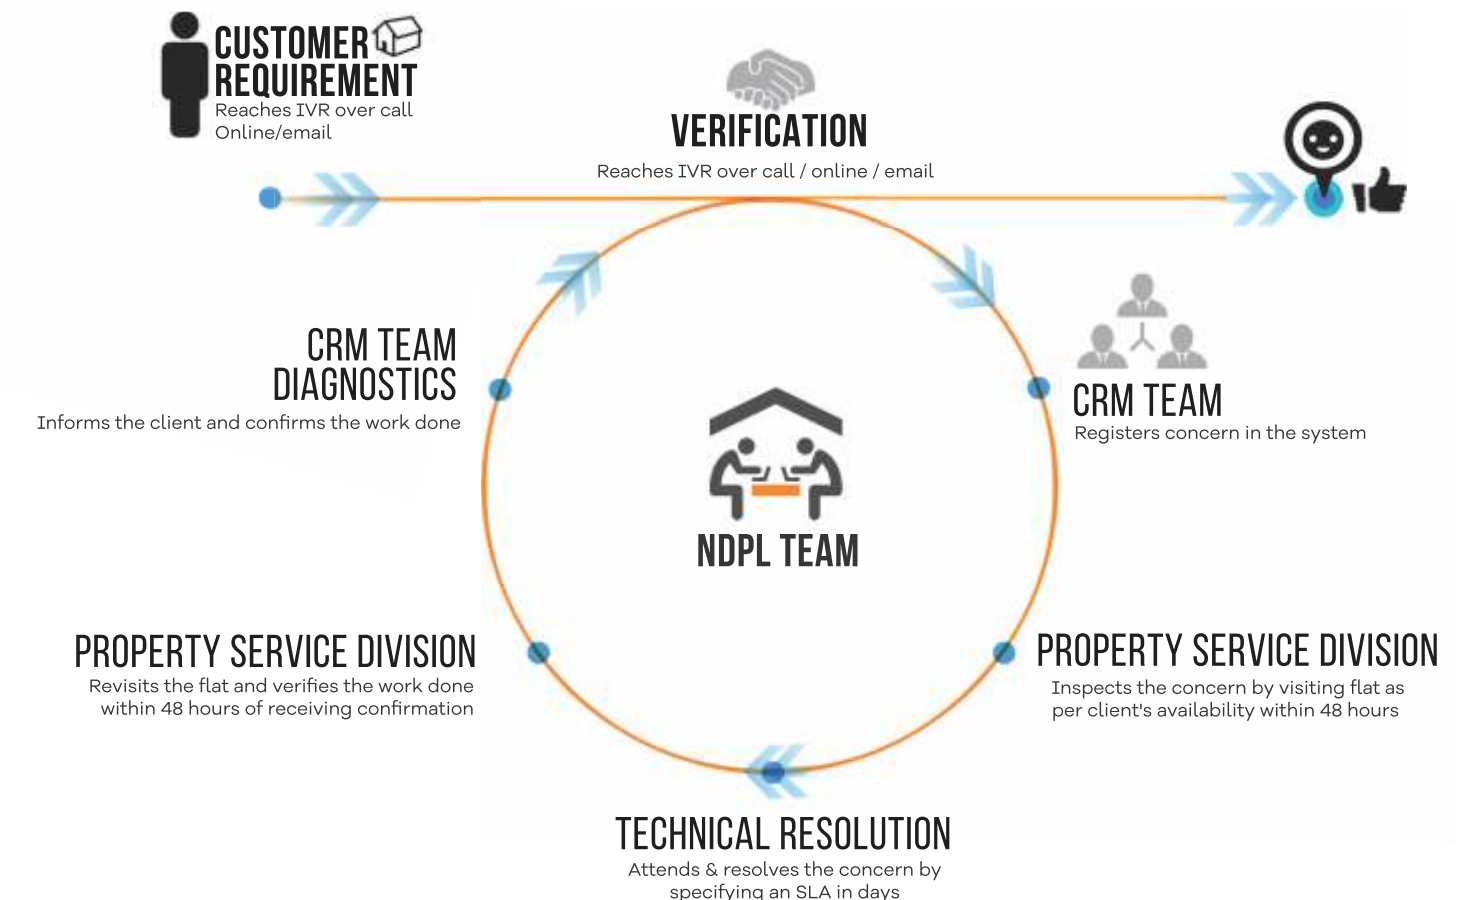 CUSTOMER
REQUIREMENT
Reaches IVR over call
Online/email
VERIFICATION
Reaches IVR over call / online / email
CRM TEAM
DIAGNOSTICS
Informs the client and confirms the work done
CRM TEAM
Registers concern in the system
NDPL TEAM
PROPERTY SERVICE DIVISION
Revisits the flat and verifies the work done
within 48 hours of receiving confirmation
PROPERTY SERVICE DIVISION
Inspects the concern by visiting flat as
per client's availability within 48 hours
TECHNICAL RESOLUTION
Attends & resolves the concern by
specifying an SLA in days